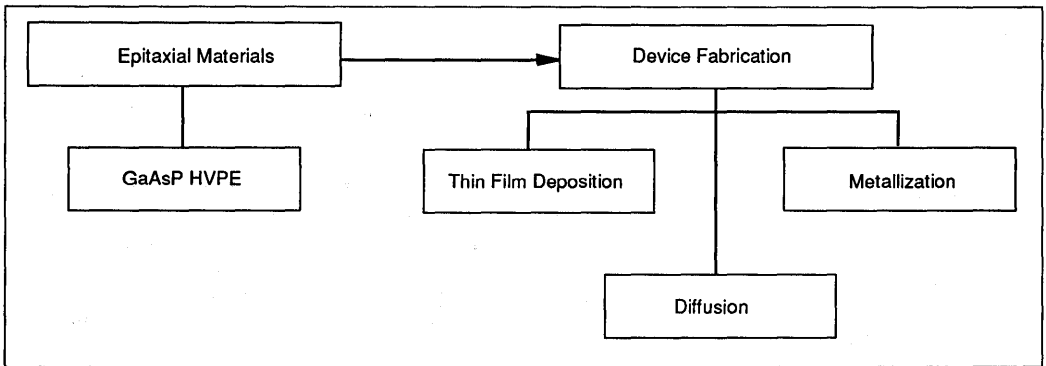 Epitaxial Materials
Device Fabrication
GaAsP HVPE
Thin Film Deposition
Metallization
Diffusion